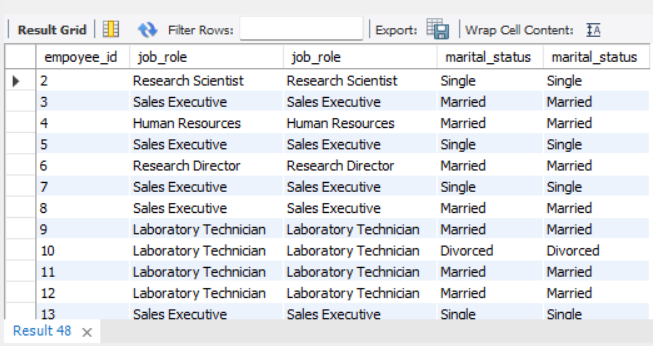 Result Grid Filter Rows: Export: Wrap Cell Content: IA
empoyee_id job_role job_role marital_status marital_status
2 Research Scientist Research Scientist Single Single
3 Sales Executive Sales Executive Married Married
4 Human Resources Human Resources Married Married
5 Sales Executive Sales Executive Single Single
6 Research Director Research Director Married Married
7 Sales Executive Sales Executive Single Single
8 Sales Executive Sales Executive Married Married
9 Laboratory Technician Laboratory Technician Married Married
10 Laboratory Technician Laboratory Technician Divorced Divorced
11 Laboratory Technician Laboratory Technician Married Married
12 Laboratory Technician Laboratory Technician Married Married
13 Sales Executive Sales Executive Single Single
Result 48 ×